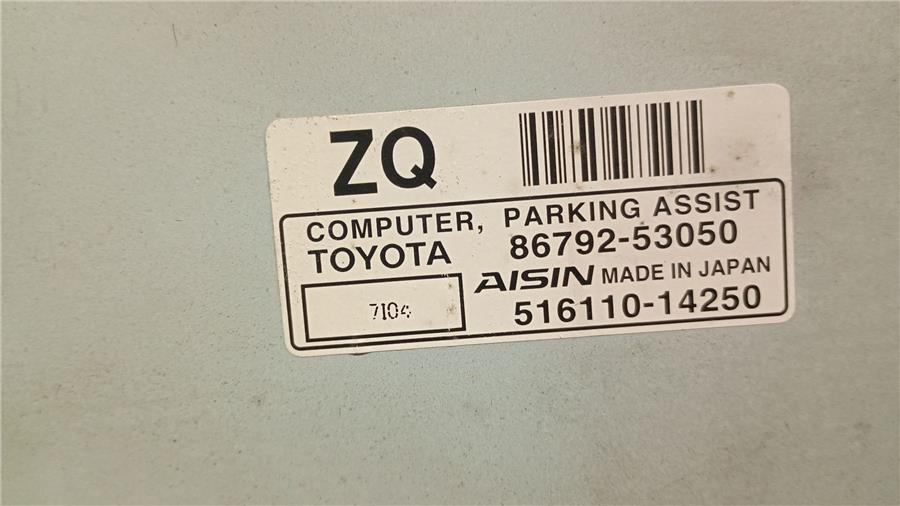 ZQ
COMPUTER, PARKING ASSIST
TOYOTA 86792-53050
AISIN MADE IN JAPAN
7104 516110-14250